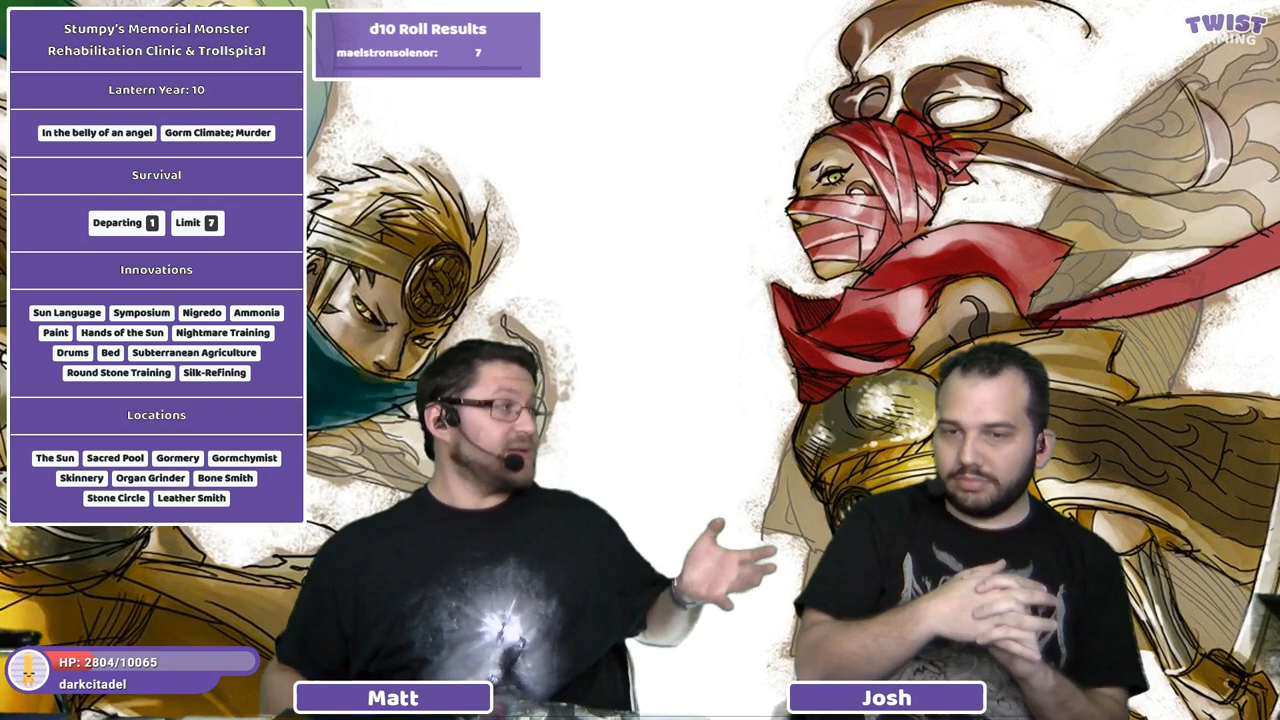 Stumpy's Memorial Monster
Rehabilitation Clinic & Trollspital
Lantern Year: 10
In the belly of an angel Gorm Climate; Murder
Survival
Departing 1 Limit 7
Innovations
Sun Language Symposium Nigredo Ammonia
Paint Hands of the Sun Nightmare Training
Drums Bed Subterranean Agriculture
Round Stone Training Silk-Refining
Locations
The Sun Sacred Pool Gormery Gormchymist
Skinnery Organ Grinder Bone Smith
Stone Circle Leather Smith
d10 Roll Results
maelstronsolenor: 7
TWIST
GAMING
HP: 2804/10065
darkcitadel
Matt
Josh